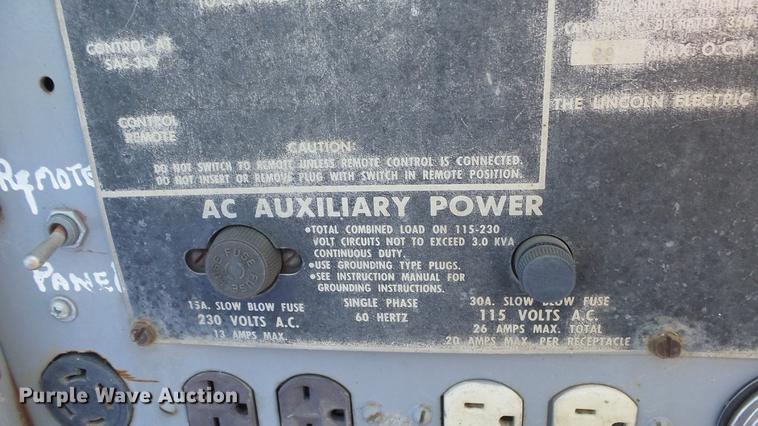 CONTROL AT
SAE-350
CONTROL
REMOTE
CAUTION:
DO NOT SWITCH TO REMOTE UNLESS REMOTE CONTROL IS CONNECTED.
DO NOT INSERT OR REMOVE PLUG WITH SWITCH IN REMOTE POSITION.
RATED 350
MAX. O.C.V.
THE LINCOLN ELECTRIC
REMOTE
PANEL
AC AUXILIARY POWER
•TOTAL COMBINED LOAD ON 115-230
VOLT CIRCUITS NOT TO EXCEED 3.0 KVA
CONTINUOUS DUTY.
•USE GROUNDING TYPE PLUGS.
•SEE INSTRUCTION MANUAL FOR
GROUNDING INSTRUCTIONS.
SINGLE PHASE
60 HERTZ
FUSE
15A. SLOW BLOW FUSE
230 VOLTS A.C.
13 AMPS MAX.
30A. SLOW BLOW FUSE
115 VOLTS A.C.
26 AMPS MAX. TOTAL
20 AMPS MAX. PER RECEPTACLE
Purple Wave Auction